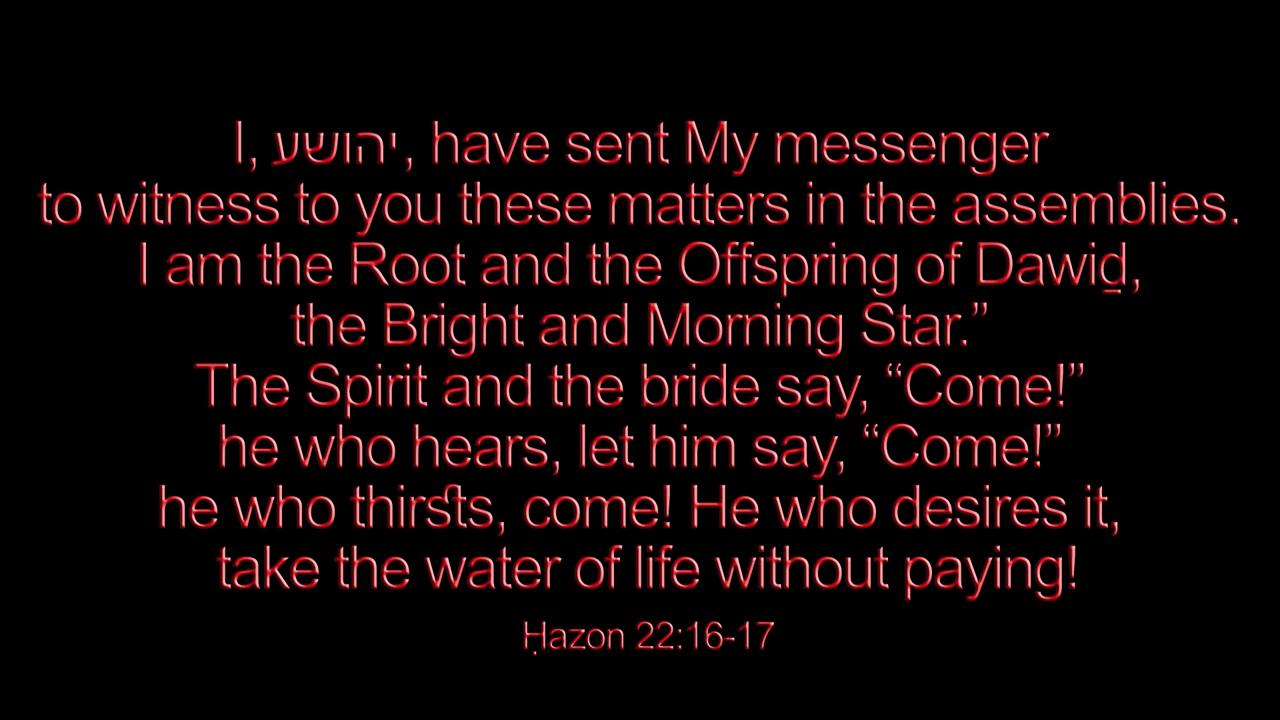 I, יהושע, have sent My messenger
to witness to you these matters in the assemblies.
I am the Root and the Offspring of Dawiḏ,
the Bright and Morning Star.”
The Spirit and the bride say, “Come!”
he who hears, let him say, “Come!”
he who thirsts, come! He who desires it,
take the water of life without paying!
Ḥazon 22:16-17